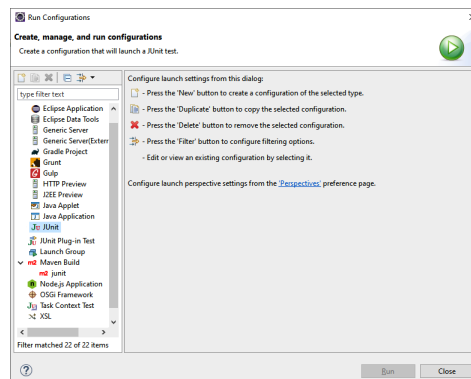 Run Configurations
Create, manage, and run configurations
Create a configuration that will launch a JUnit test.
type filter text
Eclipse Application
Eclipse Data Tools
Generic Server
Generic Server(Extern
Gradle Project
Grunt
Gulp
HTTP Preview
J2EE Preview
Java Applet
Java Application
Ju JUnit
JUnit Plug-in Test
Launch Group
m2 Maven Build
m2 junit
Node.js Application
OSGi Framework
Task Context Test
XSL
Filter matched 22 of 22 items
Configure launch settings from this dialog:
- Press the 'New' button to create a configuration of the selected type.
- Press the 'Duplicate' button to copy the selected configuration.
- Press the 'Delete' button to remove the selected configuration.
- Press the 'Filter' button to configure filtering options.
- Edit or view an existing configuration by selecting it.
Configure launch perspective settings from the 'Perspectives' preference page.
Run
Close